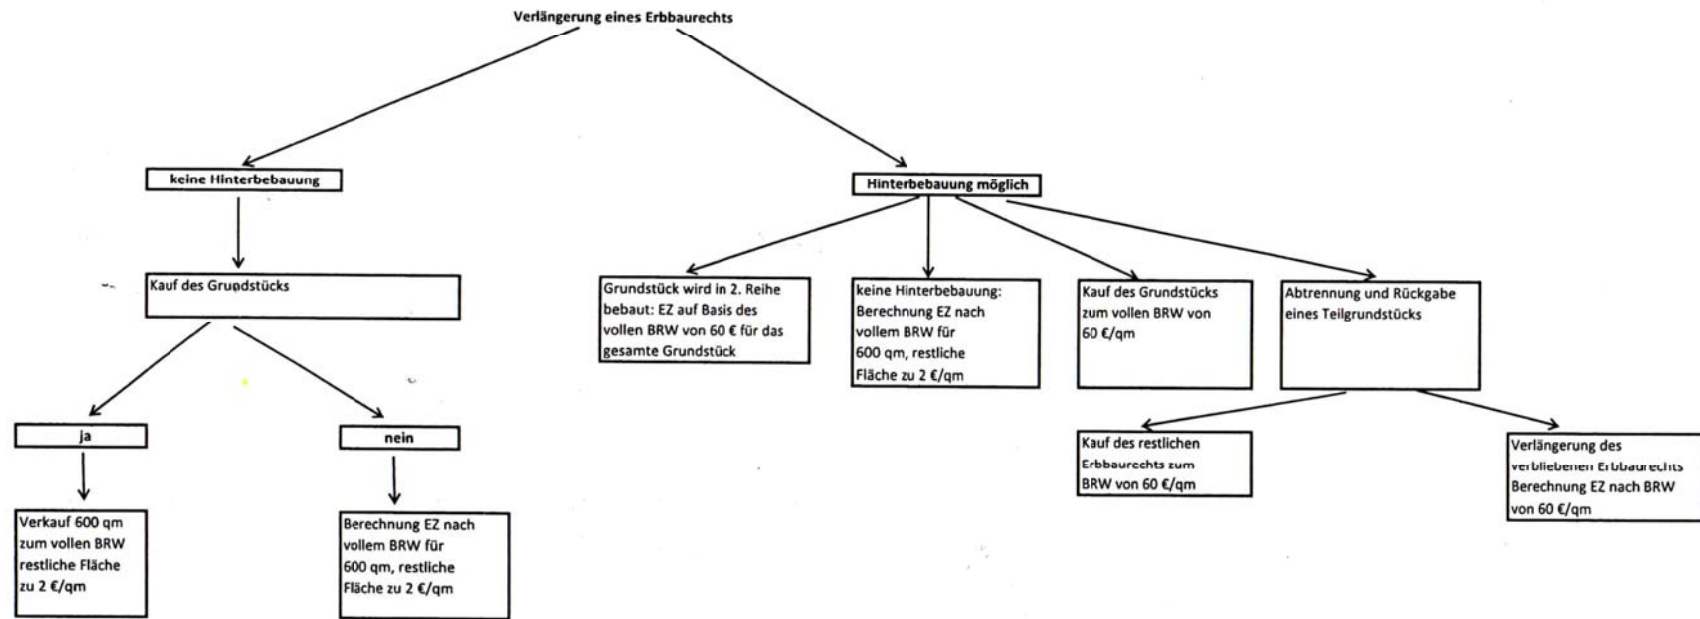 Verlängerung eines Erbbaurechts
keine Hinterbebauung
Hinterbebauung möglich
Kauf des Grundstücks
Grundstück wird in 2. Reihe
bebaut: EZ auf Basis des
vollen BRW von 60 € für das
gesamte Grundstück
keine Hinterbebauung:
Berechnung EZ nach
vollem BRW für
600 qm, restliche
Fläche zu 2 €/qm
Kauf des Grundstücks
zum vollen BRW von
60 €/qm
Abtrennung und Rückgabe
eines Teilgrundstücks
ja
nein
Kauf des restlichen
Erbbaurechts zum
BRW von 60 €/qm
Verlängerung des
verbliebenen Erbbaurechts
Berechnung EZ nach BRW
von 60 €/qm
Verkauf 600 qm
zum vollen BRW
restliche Fläche
zu 2 €/qm
Berechnung EZ nach
vollem BRW für
600 qm, restliche
Fläche zu 2 €/qm